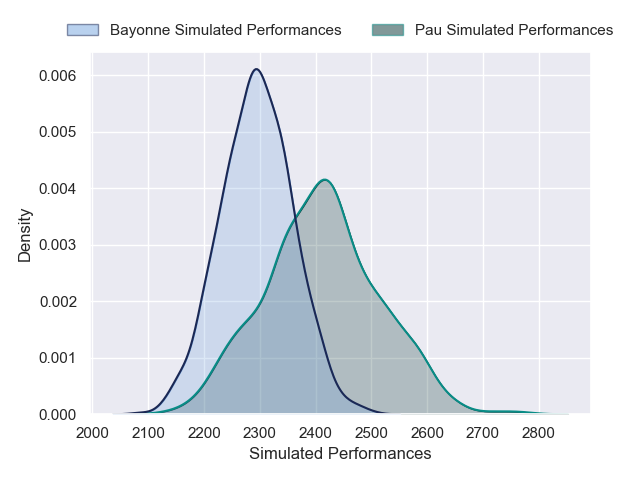 Bayonne Simulated Performances
Pau Simulated Performances
0.006
0.005
0.004
0.003
0.002
0.001
0.000
Density
2000 2100 2200 2300 2400 2500 2600 2700 2800
Simulated Performances